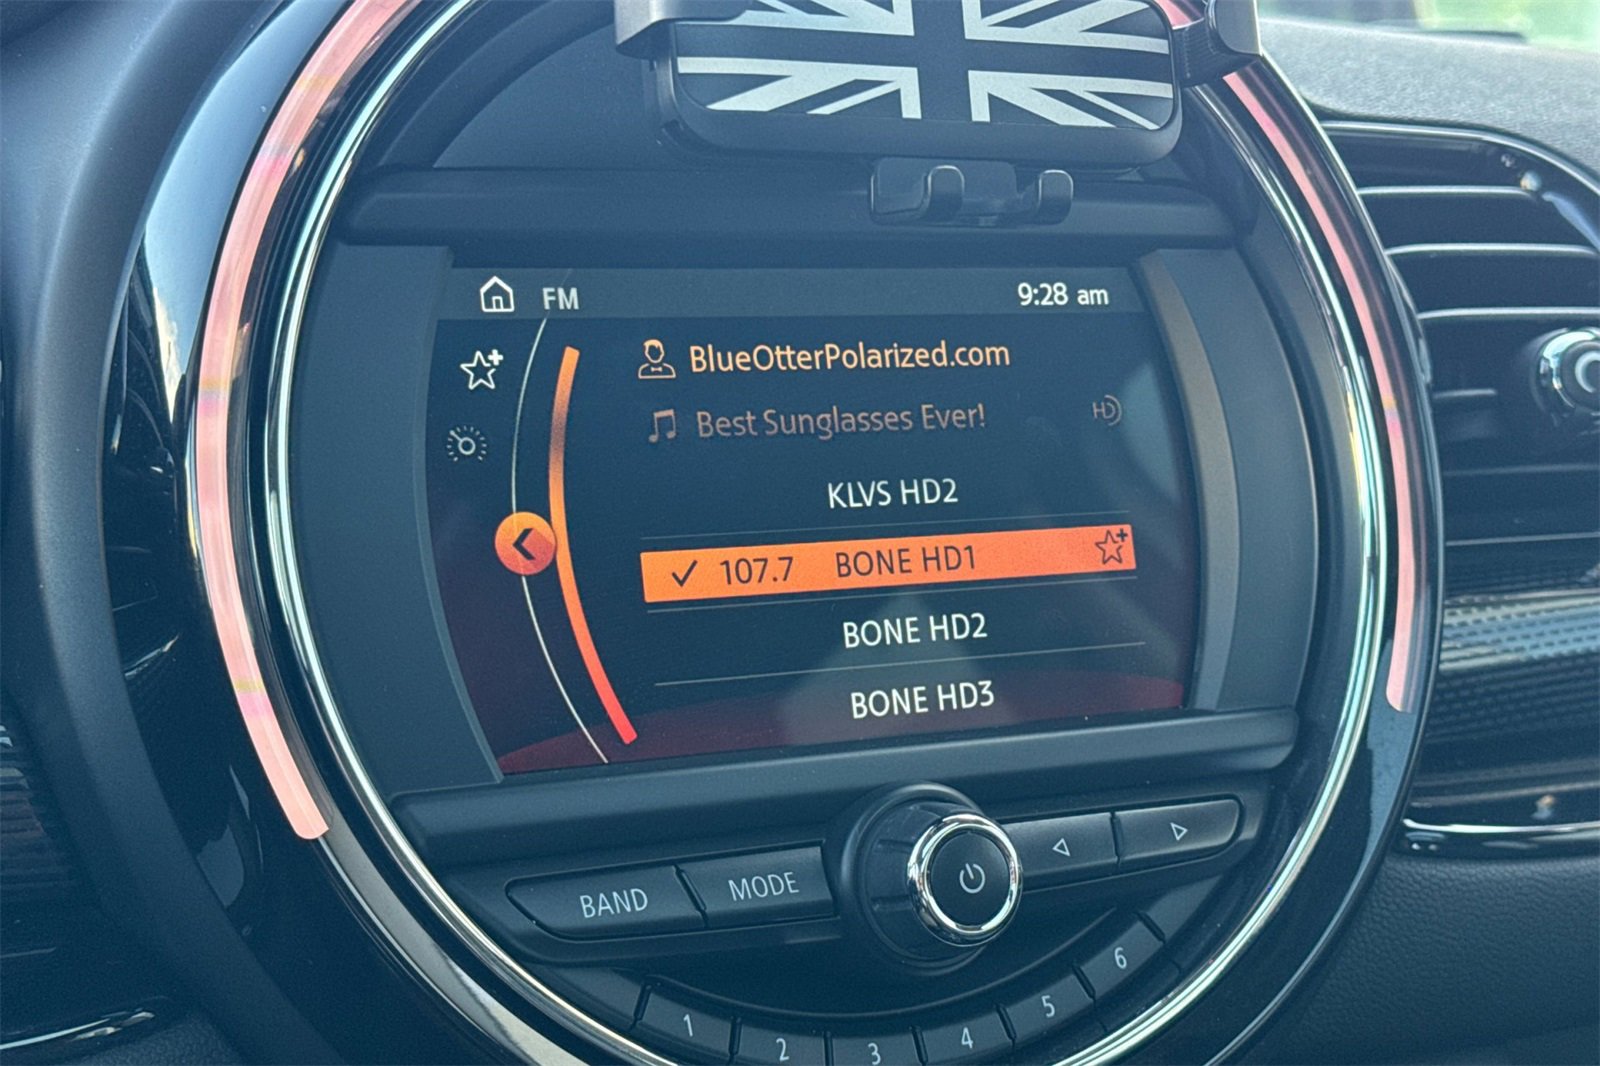 FM
9:28 am
BlueOtterPolarized.com
Best Sunglasses Ever!
HD
KLVS HD2
107.7 BONE HD1
BONE HD2
BONE HD3
BAND
MODE
1
2
3
4
5
6